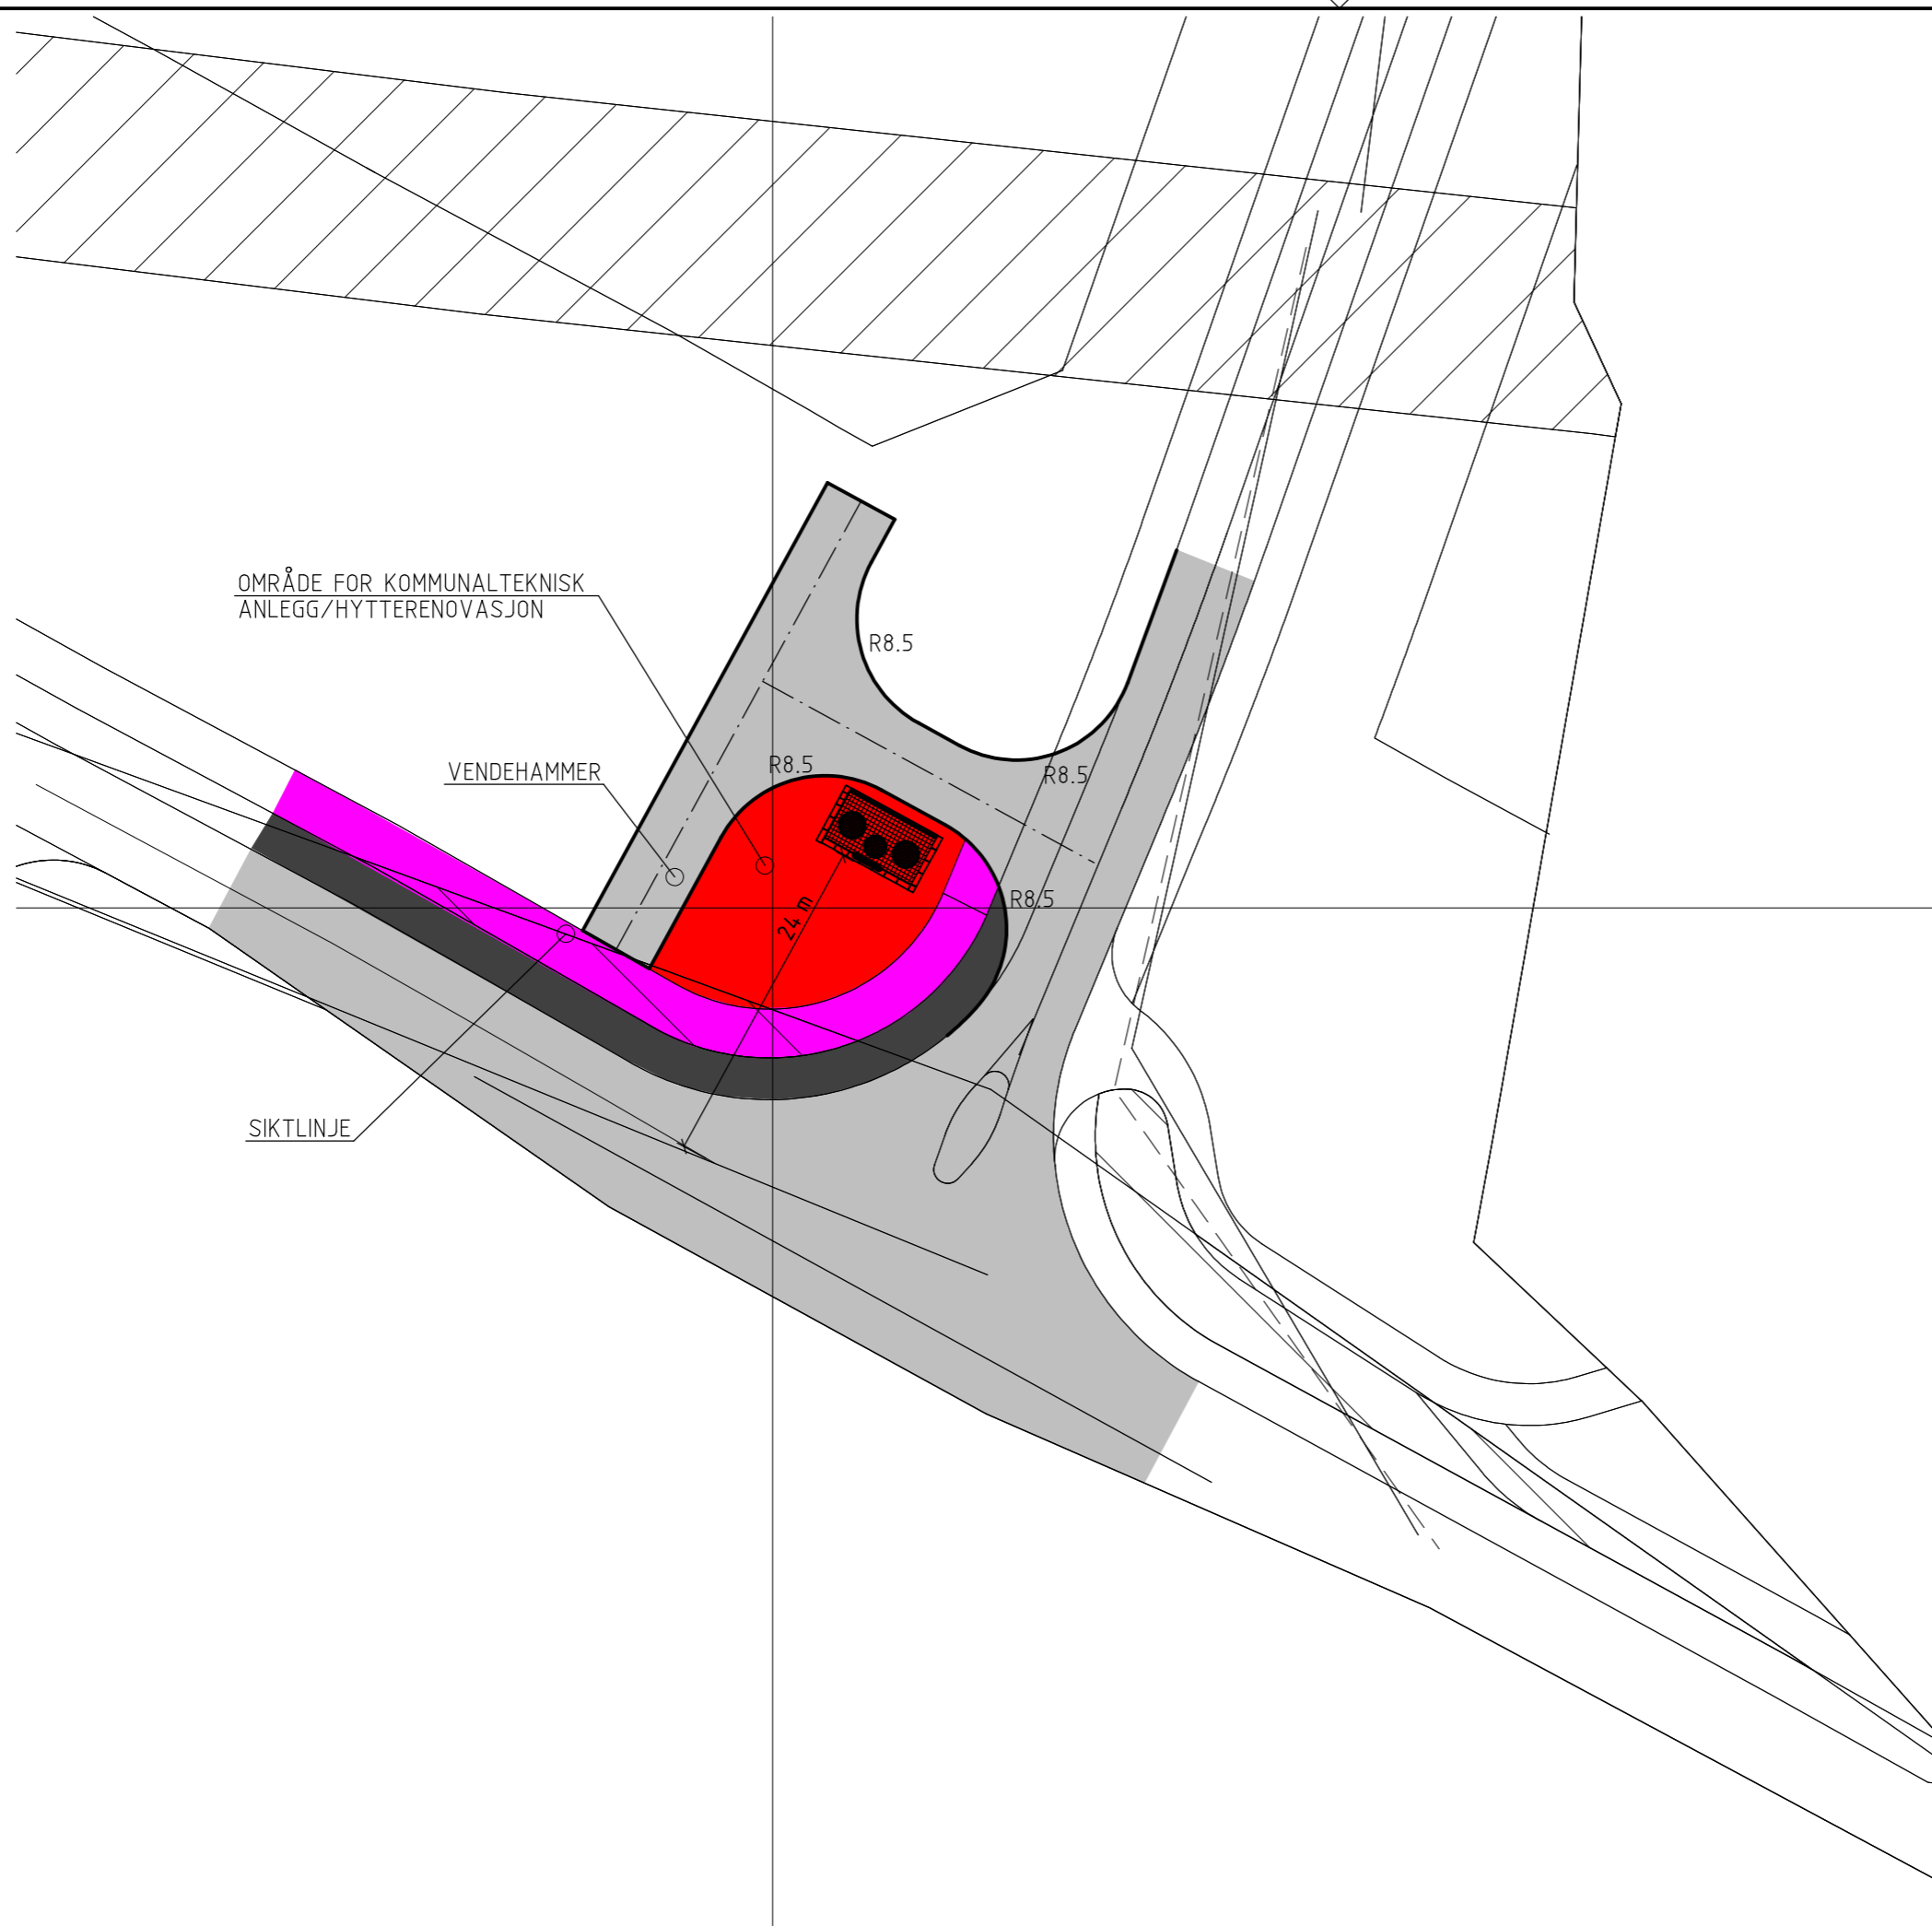 OMRÅDE FOR KOMMUNALTEKNISK
ANLEGG/HYTTERENOVASJON
R8.5
VENDEHAMMER
R8.5
R8.5
R8.5
24 m
SIKTLINJE